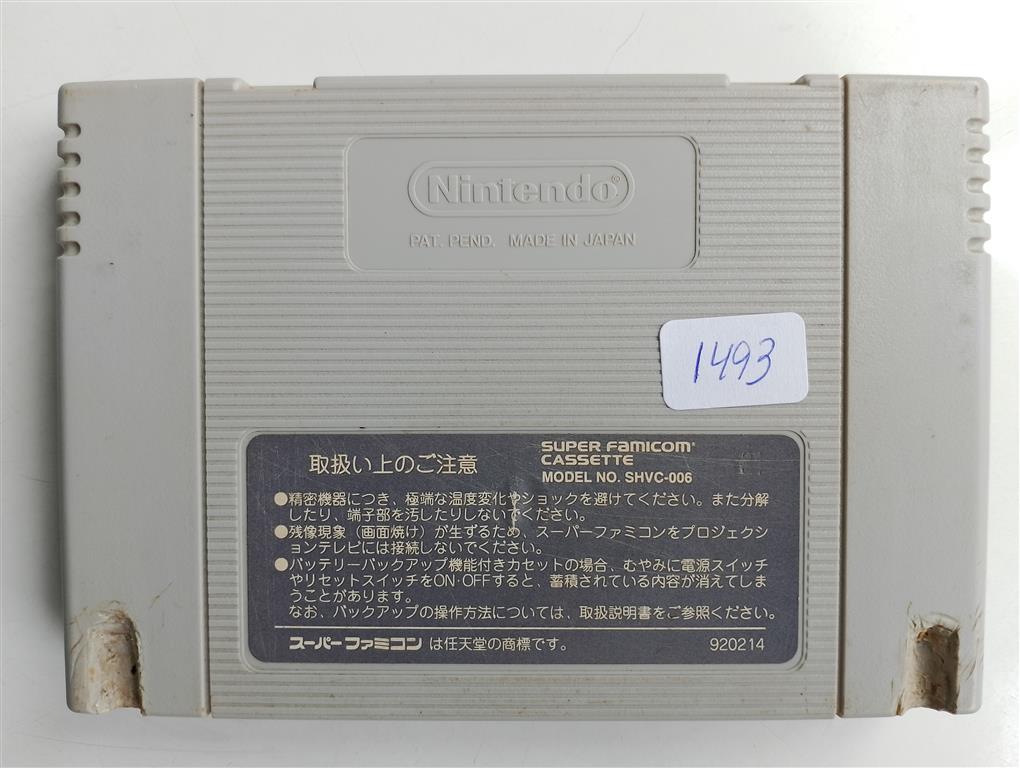 Nintendo®
PAT. PEND. MADE IN JAPAN
1493
取扱い上のご注意
SUPER FAMICOM®
CASSETTE
MODEL NO. SHVC-006
●精密機器につき、極端な温度変化やショックを避けてください。また分解
したり、端子部を汚したりしないでください。
●残像現象（画面焼け）が生ずるため、スーパーファミコンをプロジェクシ
ョンテレビには接続しないでください。
●バッテリーバックアップ機能付きカセットの場合、むやみに電源スイッチ
やリセットスイッチをON·OFFすると、蓄積されている内容が消えてしま
うことがあります。
なお、バックアップの操作方法については、取扱説明書をご参照ください。
スーパーファミコン は任天堂の商標です。
920214